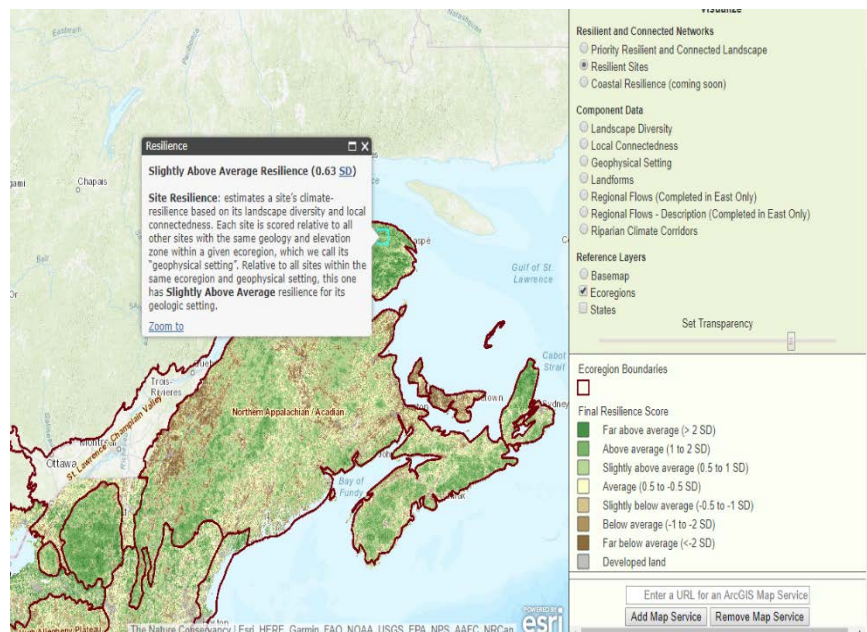 Eastmain
Natashquan
Chapais
Resilience
Slightly Above Average Resilience (0.63 SD)
Site Resilience: estimates a site's climate-
resilience based on its landscape diversity and local
connectedness. Each site is scored relative to all
other sites with the same geology and elevation
zone within a given ecoregion, which we call its
"geophysical setting". Relative to all sites within the
same ecoregion and geophysical setting, this one
has Slightly Above Average resilience for its
geologic setting.
Zoom to
Gulf of St.
Lawrence
Cabot
Strait
Trois-
Rivieres
Northern Appalachian / Acadian
St. Lawrence - Champlain Valley
Montréal
Ottawa
Sydney
Bay of
Fundy
The Nature Conservancy | Esri, HERE, Garmin, FAO, NOAA, USGS, EPA, NPS, AAFC, NRCan
POWERED BY
esri
Visualize
Resilient and Connected Networks
Priority Resilient and Connected Landscape
Resilient Sites
Coastal Resilience (coming soon)
Component Data
Landscape Diversity
Local Connectedness
Geophysical Setting
Landforms
Regional Flows (Completed in East Only)
Regional Flows - Description (Completed in East Only)
Riparian Climate Corridors
Reference Layers
Basemap
Ecoregions
States
Set Transparency
Ecoregion Boundaries
Final Resilience Score
Far above average (> 2 SD)
Above average (1 to 2 SD)
Slightly above average (0.5 to 1 SD)
Average (0.5 to -0.5 SD)
Slightly below average (-0.5 to -1 SD)
Below average (-1 to -2 SD)
Far below average (<-2 SD)
Developed land
Enter a URL for an ArcGIS Map Service
Add Map Service
Remove Map Service